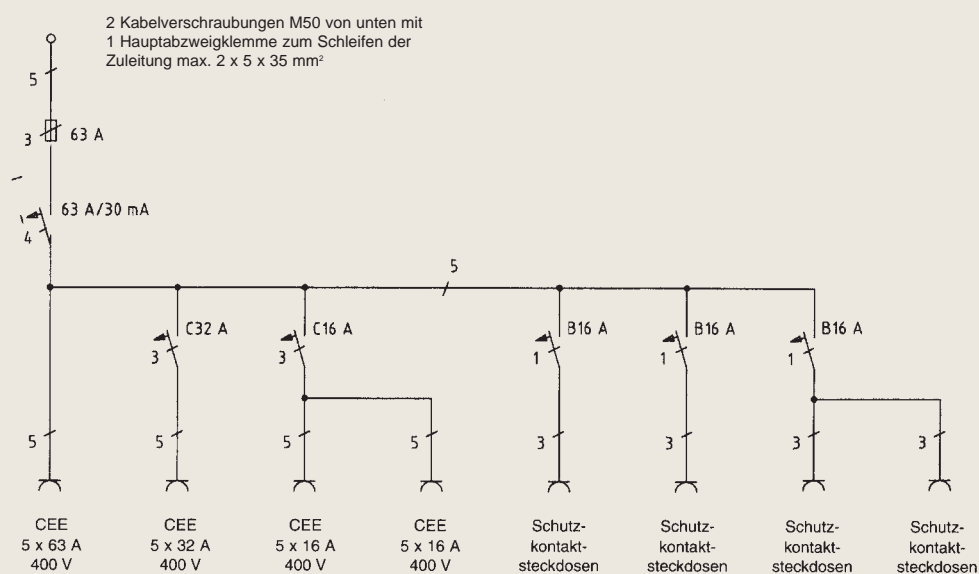 2 Kabelverschraubungen M50 von unten mit
1 Hauptabzweigklemme zum Schleifen der
Zuleitung max. 2 x 5 x 35 mm²
5
3 63 A
63 A/30 mA
4
5
C32 A C16 A B16 A B16 A B16 A
3 3 1 1 1
5 5 5 5 3 3 3 3
CEE CEE CEE CEE Schutz- Schutz- Schutz- Schutz-
5 x 63 A 5 x 32 A 5 x 16 A 5 x 16 A kontakt- kontakt- kontakt- kontakt-
400 V 400 V 400 V 400 V steckdosen steckdosen steckdosen steckdosen